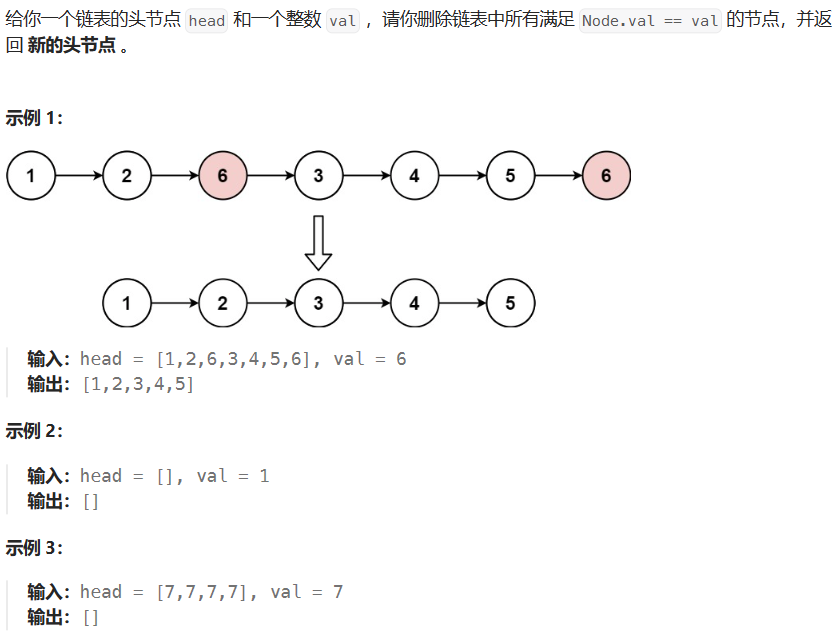 给你一个链表的头节点 head 和一个整数 val ，请你删除链表中所有满足 Node.val == val 的节点，并返
回 新的头节点 。
示例 1：
1 2 6 3 4 5 6
1 2 3 4 5
输入：head = [1,2,6,3,4,5,6], val = 6
输出：[1,2,3,4,5]
示例 2：
输入：head = [], val = 1
输出：[]
示例 3：
输入：head = [7,7,7,7], val = 7
输出：[]